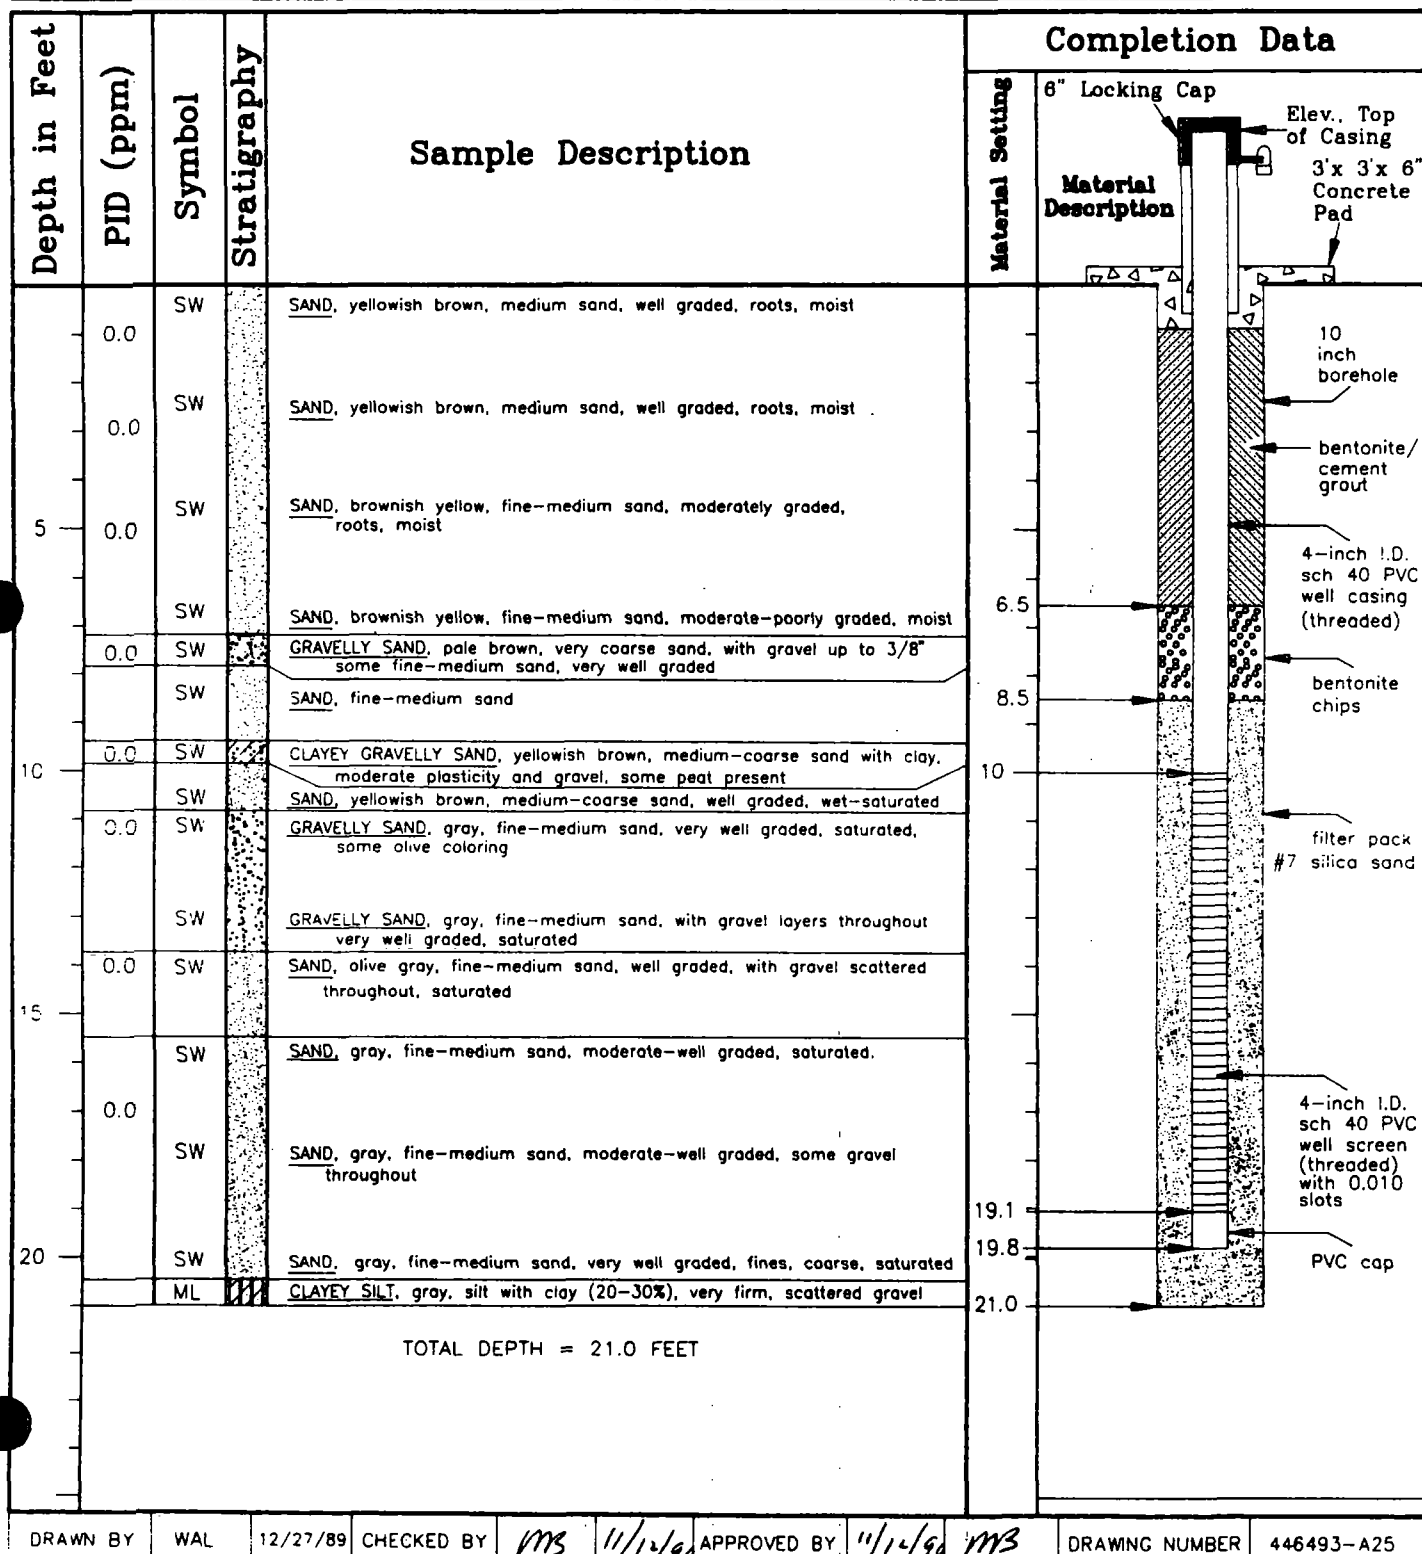 Depth in Feet
PID (ppm)
Symbol
Stratigraphy
Sample Description
Completion Data
Material Setting
6" Locking Cap
Elev., Top
of Casing
3'x 3'x 6"
Concrete
Pad
Material
Description
SW SAND, yellowish brown, medium sand, well graded, roots, moist
0.0
10
inch
borehole
SW SAND, yellowish brown, medium sand, well graded, roots, moist
0.0
bentonite/
cement
grout
SW SAND, brownish yellow, fine-medium sand, moderately graded,
roots, moist
5 0.0
4-inch I.D.
sch 40 PVC
well casing
(threaded)
6.5
SW SAND, brownish yellow, fine-medium sand, moderate-poorly graded, moist
0.0 SW GRAVELLY SAND, pale brown, very coarse sand, with gravel up to 3/8"
some fine-medium sand, very well graded
bentonite
chips
SW SAND, fine-medium sand
8.5
0.0 SW CLAYEY GRAVELLY SAND, yellowish brown, medium-coarse sand with clay,
moderate plasticity and gravel, some peat present
10
10
SW SAND, yellowish brown, medium-coarse sand, well graded, wet-saturated
0.0 SW GRAVELLY SAND, gray, fine-medium sand, very well graded, saturated,
some olive coloring
filter pack
#7 silica sand
SW GRAVELLY SAND, gray, fine-medium sand, with gravel layers throughout
very well graded, saturated
0.0 SW SAND, olive gray, fine-medium sand, well graded, with gravel scattered
throughout, saturated
15
SW SAND, gray, fine-medium sand, moderate-well graded, saturated.
0.0
4-inch I.D.
sch 40 PVC
well screen
(threaded)
with 0.010
slots
SW SAND, gray, fine-medium sand, moderate-well graded, some gravel
throughout
19.1
19.8
PVC cap
20
SW SAND, gray, fine-medium sand, very well graded, fines, coarse, saturated
ML CLAYEY SILT, gray, silt with clay (20-30%), very firm, scattered gravel
21.0
TOTAL DEPTH = 21.0 FEET
DRAWN BY WAL 12/27/89 CHECKED BY MB APPROVED BY MB DRAWING NUMBER 446493-A25